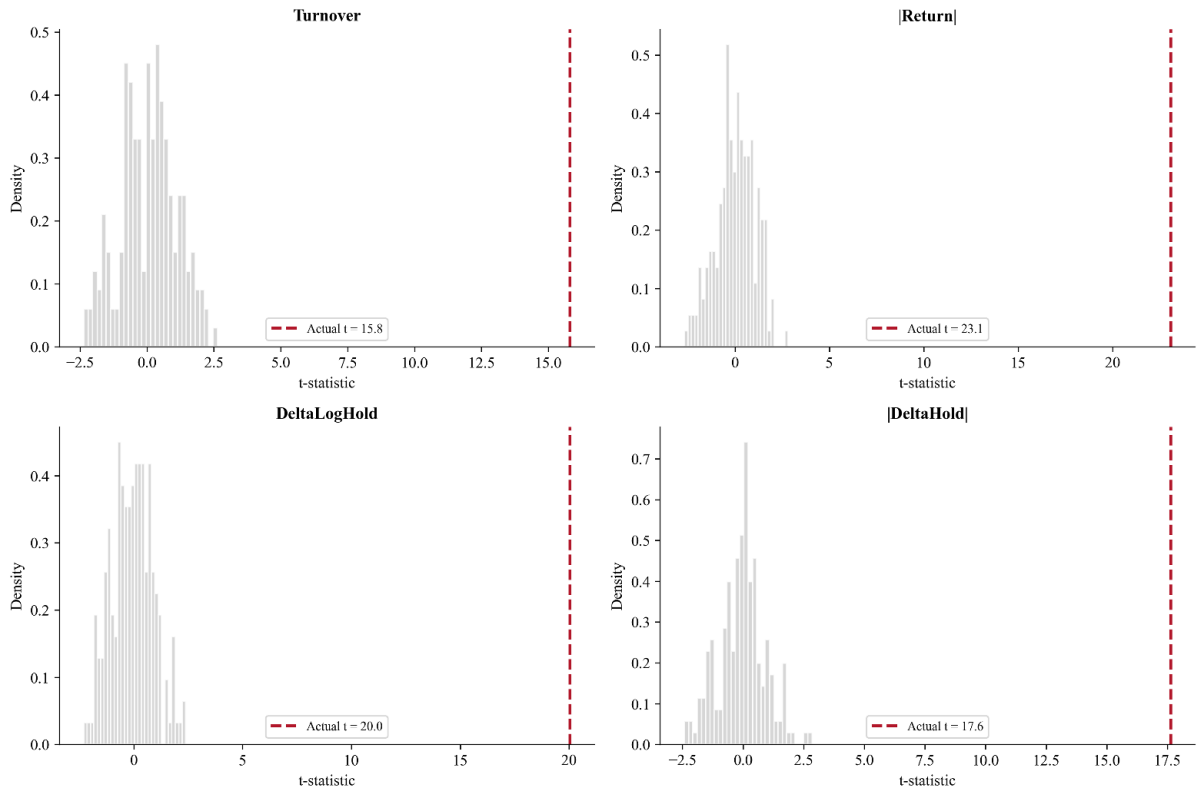 Turnover
0.5
0.4
0.3
0.2
0.1
0.0
Density
−2.5 0.0 2.5 5.0 7.5 10.0 12.5 15.0
t-statistic
Actual t = 15.8
|Return|
0.5
0.4
0.3
0.2
0.1
0.0
Density
0 5 10 15 20
t-statistic
Actual t = 23.1
DeltaLogHold
0.4
0.3
0.2
0.1
0.0
Density
0 5 10 15 20
t-statistic
Actual t = 20.0
|DeltaHold|
0.7
0.6
0.5
0.4
0.3
0.2
0.1
0.0
Density
−2.5 0.0 2.5 5.0 7.5 10.0 12.5 15.0 17.5
t-statistic
Actual t = 17.6